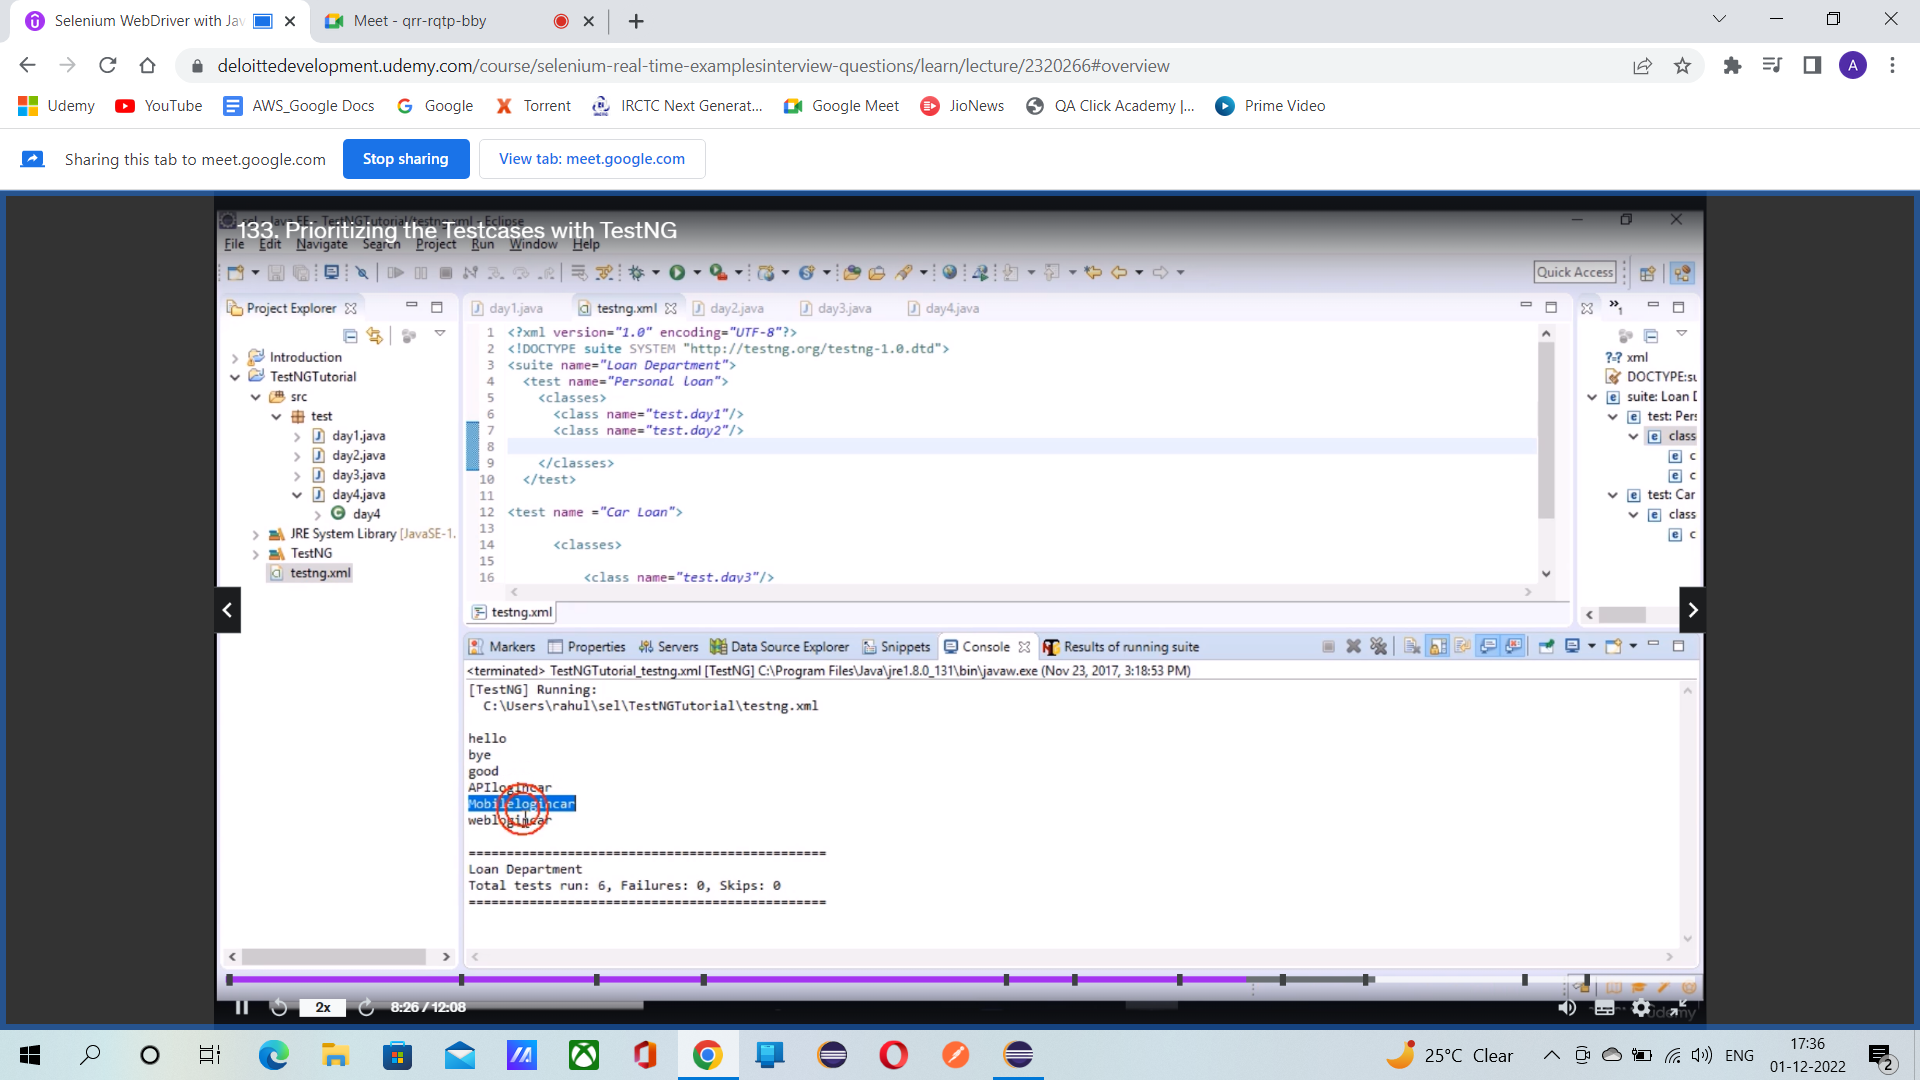 Selenium WebDriver with Jav
Meet - qrr-rqtp-bby
deloittedevelopment.udemy.com/course/selenium-real-time-examplesinterview-questions/learn/lecture/2320266#overview
A
Udemy YouTube AWS_Google Docs Google Torrent IRCTC Next Generat... Google Meet JioNews QA Click Academy |... Prime Video
Sharing this tab to meet.google.com Stop sharing View tab: meet.google.com
sel - Java EE - TestNGTutorial/testng.xml - Eclipse
133. Prioritizing the Testcases with TestNG
File Edit Navigate Search Project Run Window Help
Quick Access
Project Explorer
day1.java testng.xml day2.java day3.java day4.java
Introduction
TestNGTutorial
src
test
day1.java
day2.java
day3.java
day4.java
day4
JRE System Library [JavaSE-1.
TestNG
testng.xml
1 <?xml version="1.0" encoding="UTF-8"?>
2 <!DOCTYPE suite SYSTEM "http://testng.org/testng-1.0.dtd">
3 <suite name="Loan Department">
4 <test name="Personal loan">
5 <classes>
6 <class name="test.day1"/>
7 <class name="test.day2"/>
8
9 </classes>
10 </test>
11
12 <test name ="Car Loan">
13
14 <classes>
15
16 <class name="test.day3"/>
testng.xml
?=? xml
DOCTYPE:su
suite: Loan D
test: Pers
class
c
c
test: Car
class
c
Markers Properties Servers Data Source Explorer Snippets Console Results of running suite
<terminated> TestNGTutorial_testng.xml [TestNG] C:\Program Files\Java\jre1.8.0_131\bin\javaw.exe (Nov 23, 2017, 3:18:53 PM)
[TestNG] Running:
C:\Users\rahul\sel\TestNGTutorial\testng.xml
hello
bye
good
APIlogincar
Mobilelogincar
weblogincar
===============================================
Loan Department
Total tests run: 6, Failures: 0, Skips: 0
===============================================
2x 8:26 / 12:08
udemy
25°C Clear
ENG
17:36
01-12-2022
2